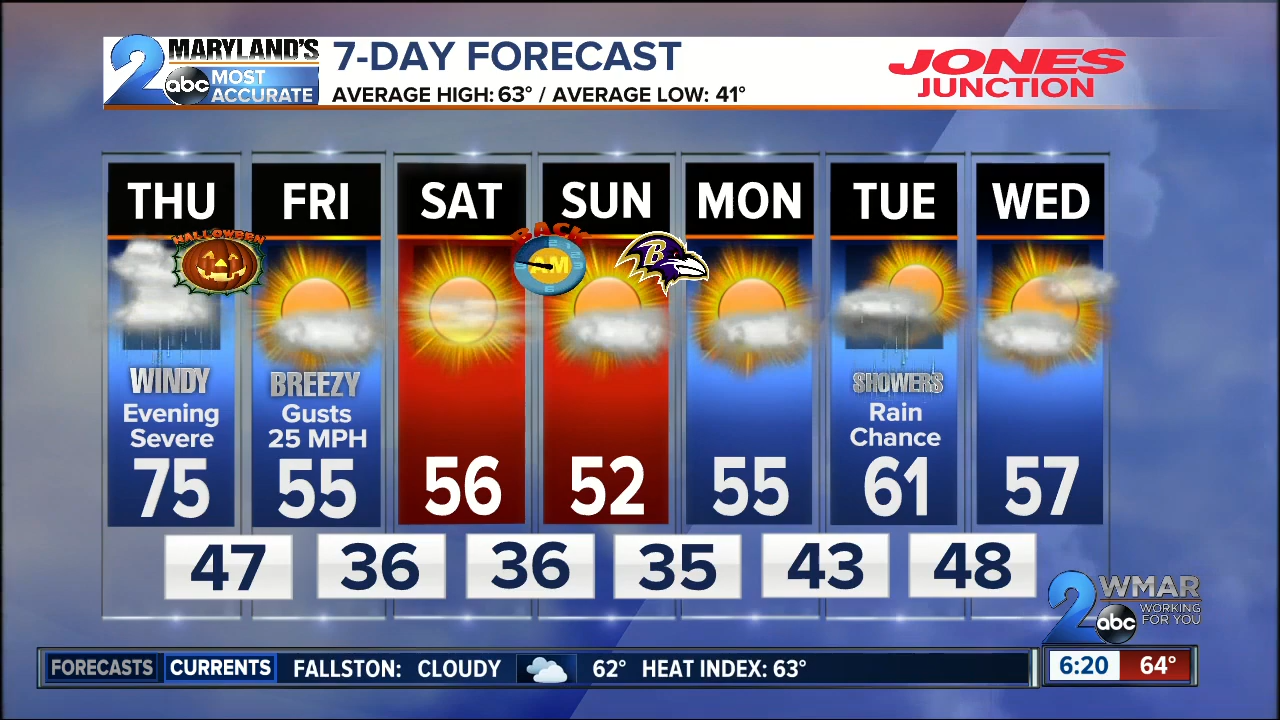 2 MARYLAND'S
abc MOST
ACCURATE
7-DAY FORECAST
AVERAGE HIGH: 63° / AVERAGE LOW: 41°
JONES
JUNCTION
THU FRI SAT SUN MON TUE WED
HALLOWEEN
BACK
AM
B
WINDY
Evening
Severe
75
BREEZY
Gusts
25 MPH
55
56
52
55
SHOWERS
Rain
Chance
61
57
47 36 36 35 43 48
2 WMAR
abc WORKING
FOR YOU
FORECASTS CURRENTS FALLSTON: CLOUDY 62° HEAT INDEX: 63°
6:20 64°